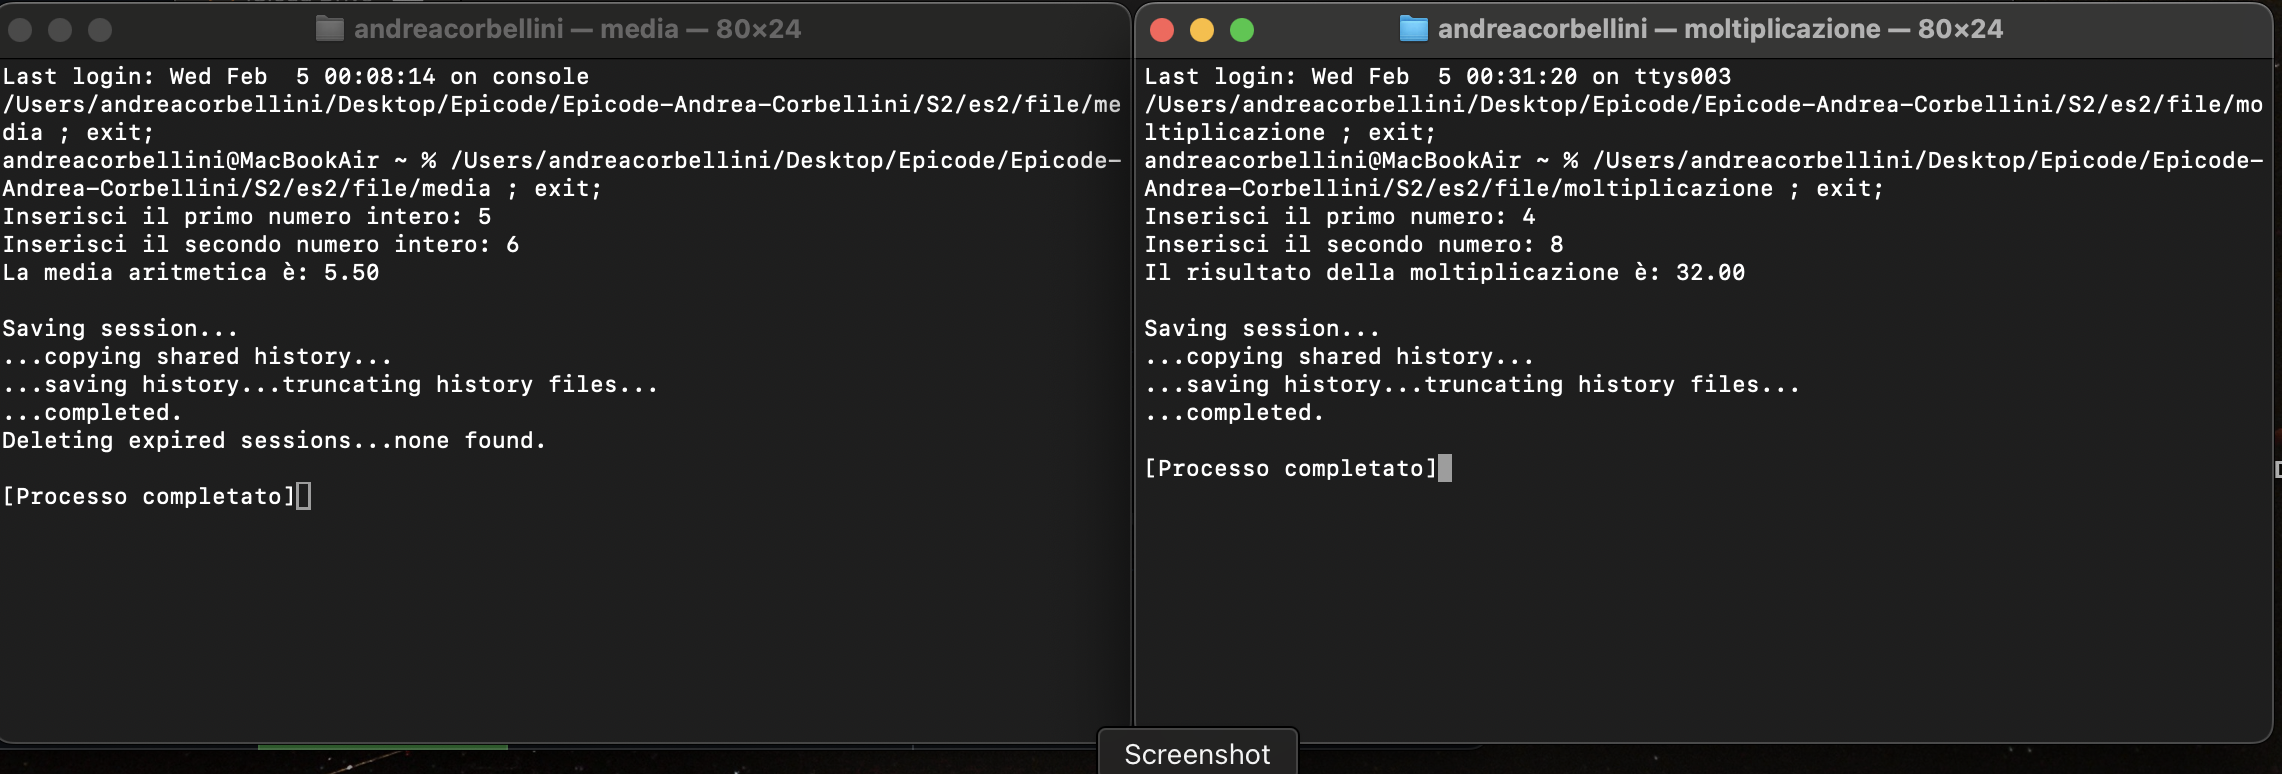 andreacorbellini — media — 80×24
Last login: Wed Feb  5 00:08:14 on console
/Users/andreacorbellini/Desktop/Epicode/Epicode-Andrea-Corbellini/S2/es2/file/me
dia ; exit;
andreacorbellini@MacBookAir ~ % /Users/andreacorbellini/Desktop/Epicode/Epicode-
Andrea-Corbellini/S2/es2/file/media ; exit;
Inserisci il primo numero intero: 5
Inserisci il secondo numero intero: 6
La media aritmetica è: 5.50
Saving session...
...copying shared history...
...saving history...truncating history files...
...completed.
Deleting expired sessions...none found.
[Processo completato]
andreacorbellini — moltiplicazione — 80×24
Last login: Wed Feb  5 00:31:20 on ttys003
/Users/andreacorbellini/Desktop/Epicode/Epicode-Andrea-Corbellini/S2/es2/file/mo
ltiplicazione ; exit;
andreacorbellini@MacBookAir ~ % /Users/andreacorbellini/Desktop/Epicode/Epicode-
Andrea-Corbellini/S2/es2/file/moltiplicazione ; exit;
Inserisci il primo numero: 4
Inserisci il secondo numero: 8
Il risultato della moltiplicazione è: 32.00
Saving session...
...copying shared history...
...saving history...truncating history files...
...completed.
[Processo completato]
Screenshot